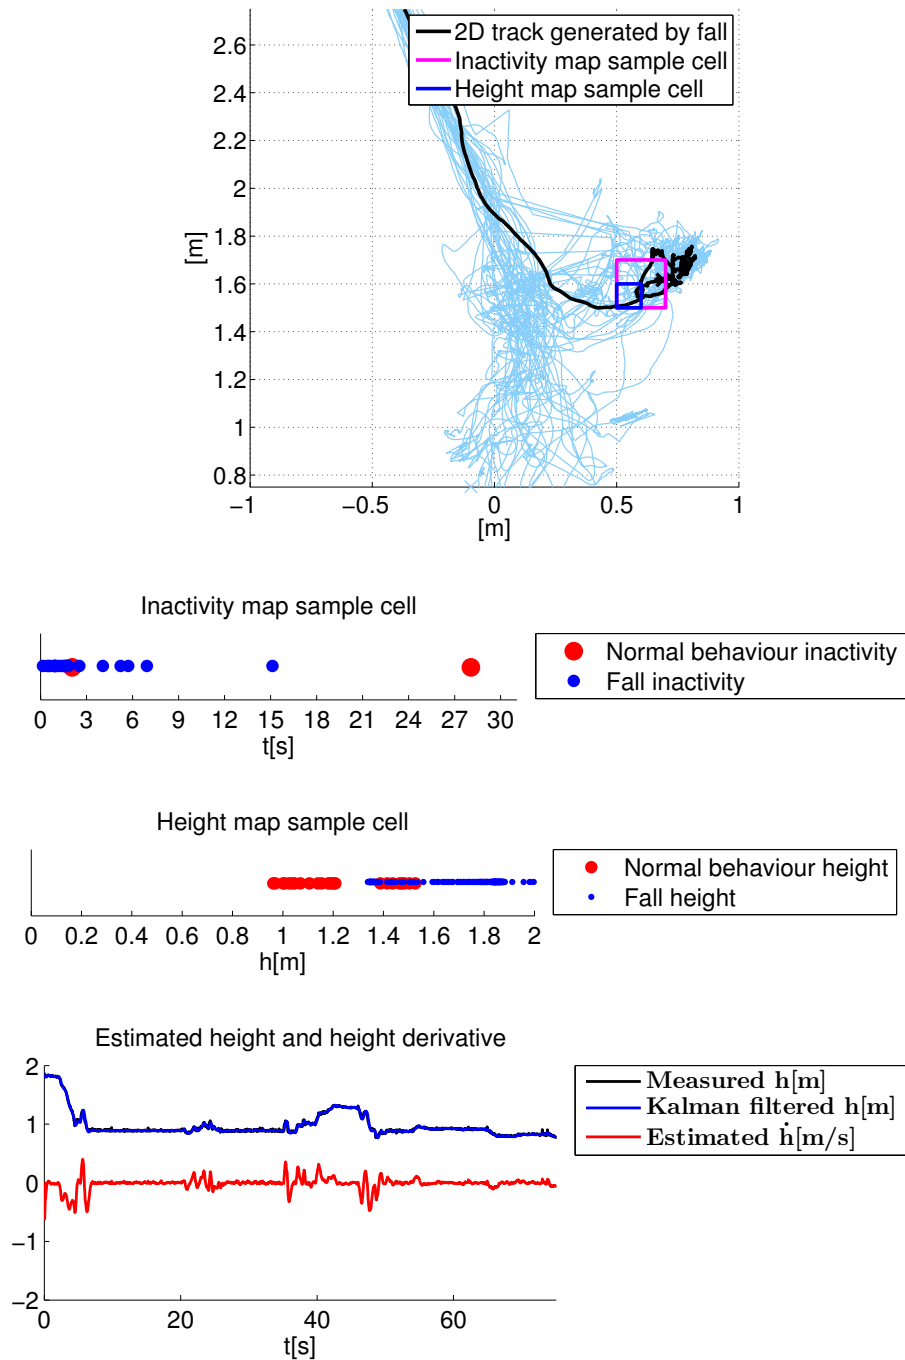 2D track generated by fall
Inactivity map sample cell
Height map sample cell
2.6
2.4
2.2
2
1.8
1.6
1.4
1.2
1
0.8
[m]
−1
−0.5
0
0.5
1
[m]
Inactivity map sample cell
Normal behaviour inactivity
Fall inactivity
0 3 6 9 12 15 18 21 24 27 30
t[s]
Height map sample cell
Normal behaviour height
Fall height
0 0.2 0.4 0.6 0.8 1 1.2 1.4 1.6 1.8 2
h[m]
Estimated height and height derivative
Measured h[m]
Kalman filtered h[m]
Estimated ḣ[m/s]
2
1
0
−1
−2
0 20 40 60
t[s]